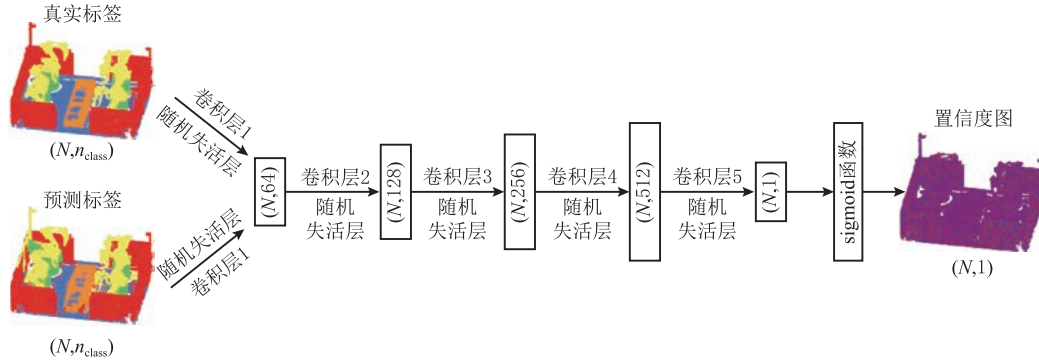 真实标签
(N,n_class)
卷积层1
随机失活层
预测标签
(N,n_class)
随机失活层
卷积层1
(N,64)
卷积层2
随机
失活层
(N,128)
卷积层3
随机
失活层
(N,256)
卷积层4
随机
失活层
(N,512)
卷积层5
随机
失活层
(N,1)
sigmoid函数
置信度图
(N,1)